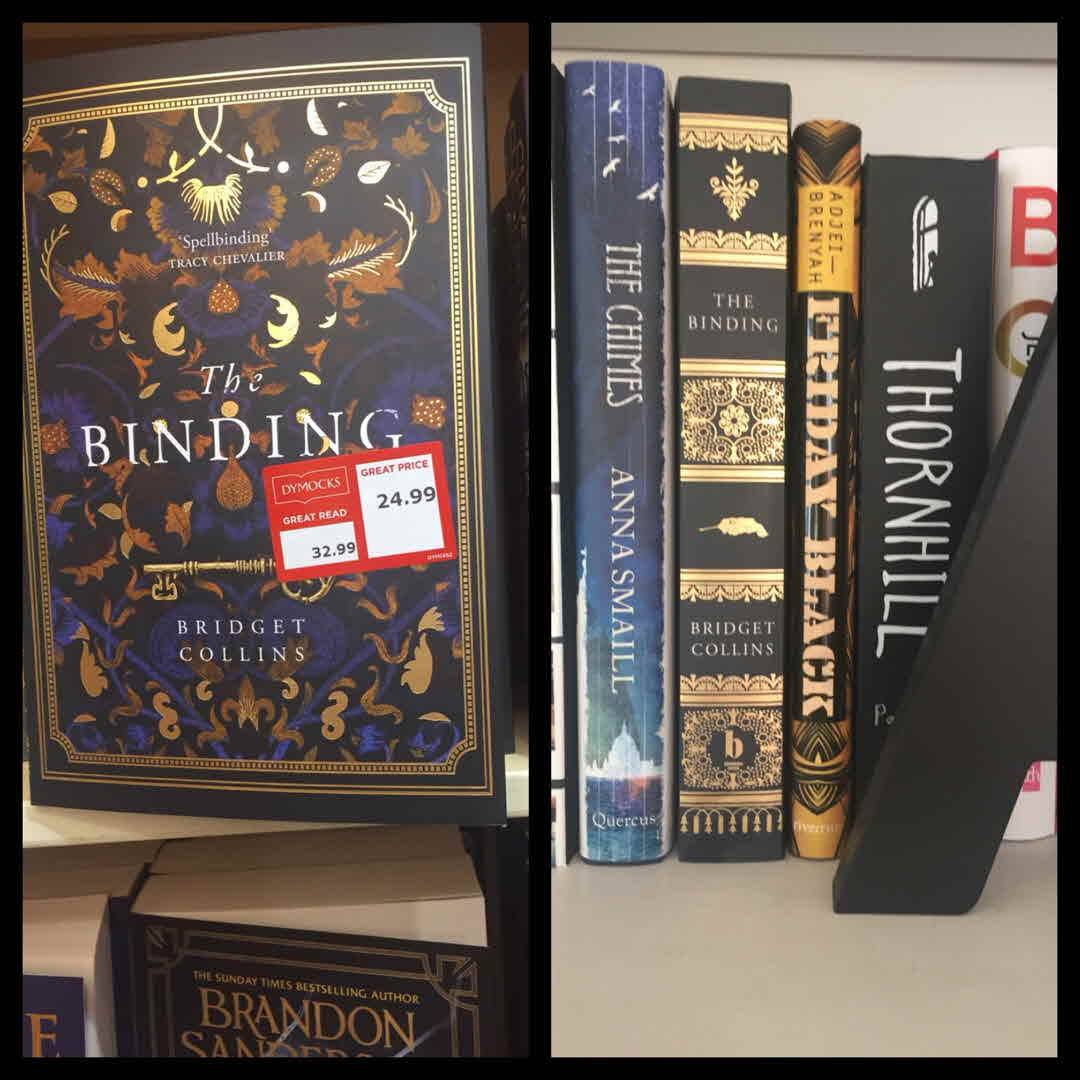 'Spellbinding
TRACY CHEVALIER
The
BINDING
DYMOCKS
GREAT PRICE
24.99
GREAT READ
32.99
BRIDGET
COLLINS
THE SUNDAY TIMES BESTSELLING AUTHOR
BRANDON
E
THE CHIMES
ANNA SMAILL
Quercus
THE
BINDING
BRIDGET
COLLINS
b
ADJEI—
BRENYAH
FRIDAY BLACK
THORNHILL
B